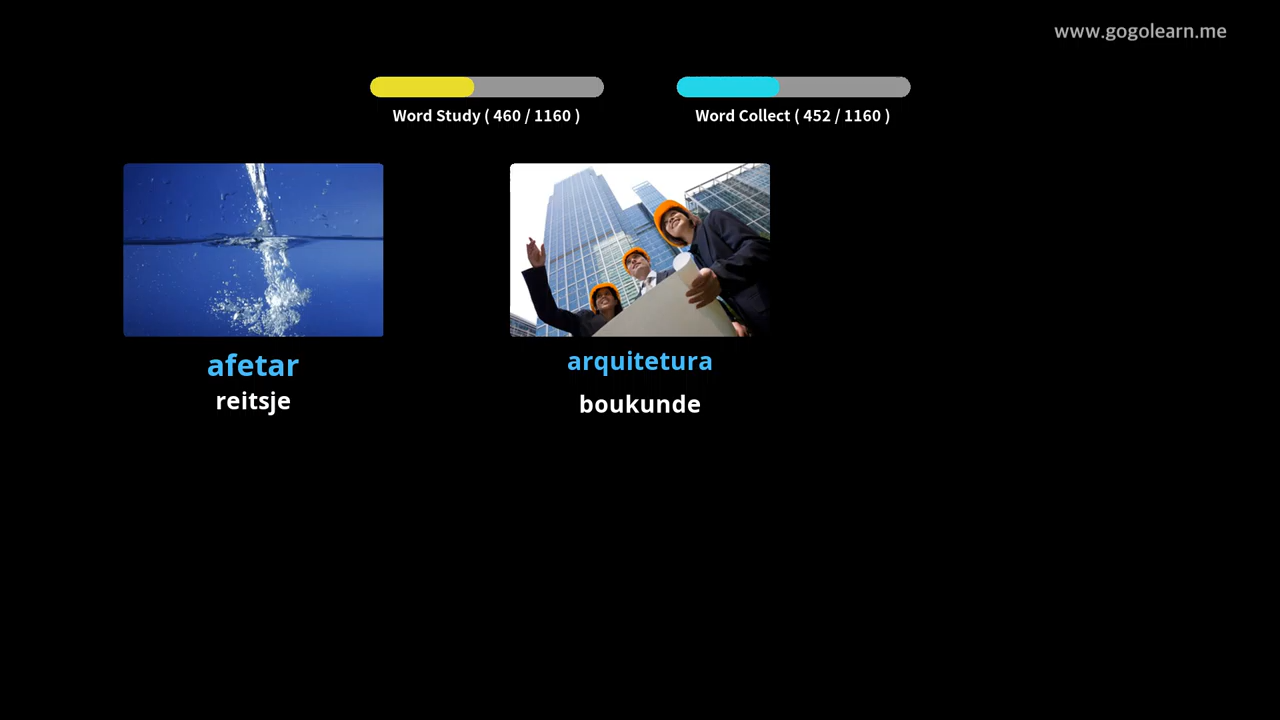 www.gogolearn.me
Word Study ( 460 / 1160 )
Word Collect ( 452 / 1160 )
afetar
reitsje
arquitetura
boukunde